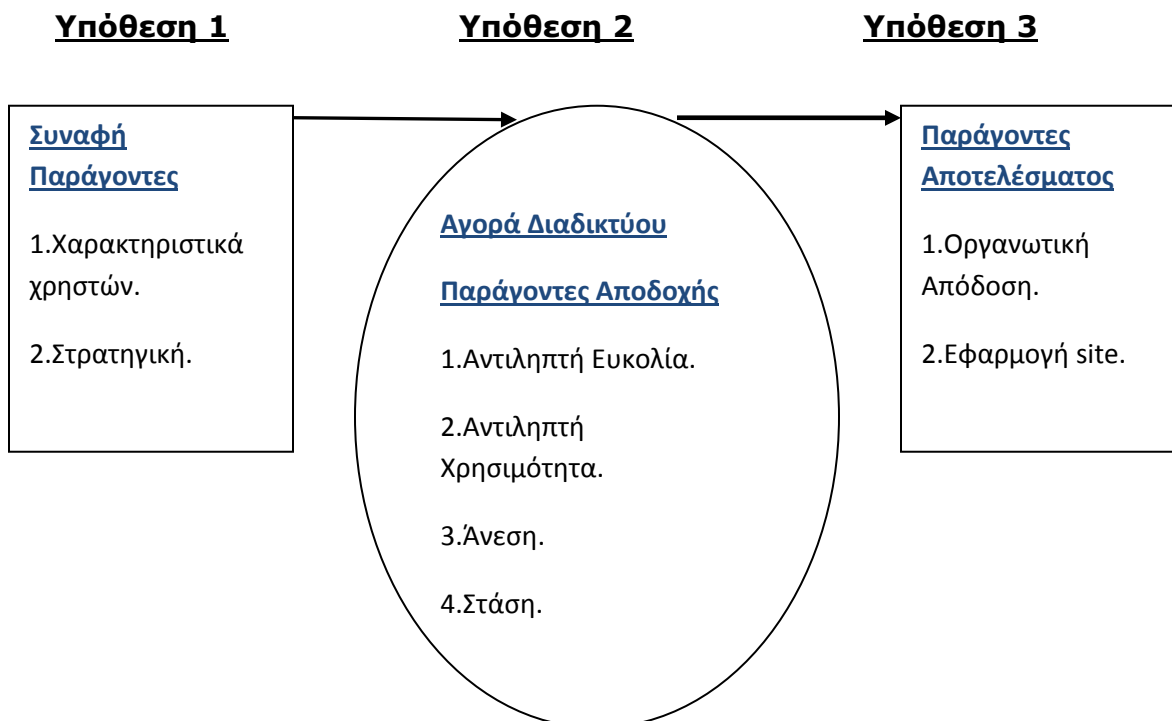 Υπόθεση 1
Υπόθεση 2
Υπόθεση 3
Συναφή
Παράγοντες
1.Χαρακτηριστικά
χρηστών.
2.Στρατηγική.
Αγορά Διαδικτύου
Παράγοντες Αποδοχής
1.Αντιληπτή Ευκολία.
2.Αντιληπτή
Χρησιμότητα.
3.Άνεση.
4.Στάση.
Παράγοντες
Αποτελέσματος
1.Οργανωτική
Απόδοση.
2.Εφαρμογή site.